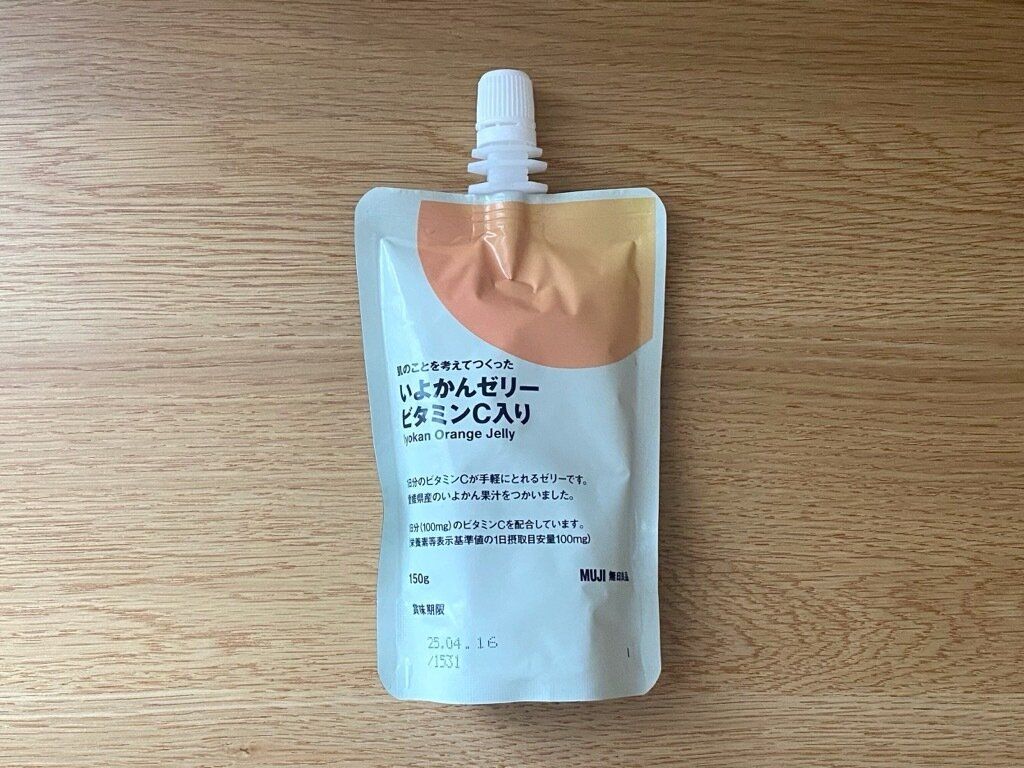 肌のことを考えてつくった
いよかんゼリー
ビタミンC入り
Iyokan Orange Jelly
1日分のビタミンCが手軽にとれるゼリーです。
愛媛県産のいよかん果汁をつかいました。
1日分(100mg)のビタミンCを配合しています。
(栄養素等表示基準値の1日摂取目安量100mg)
150g
MUJI 無印良品
賞味期限
25.04.16
/1531